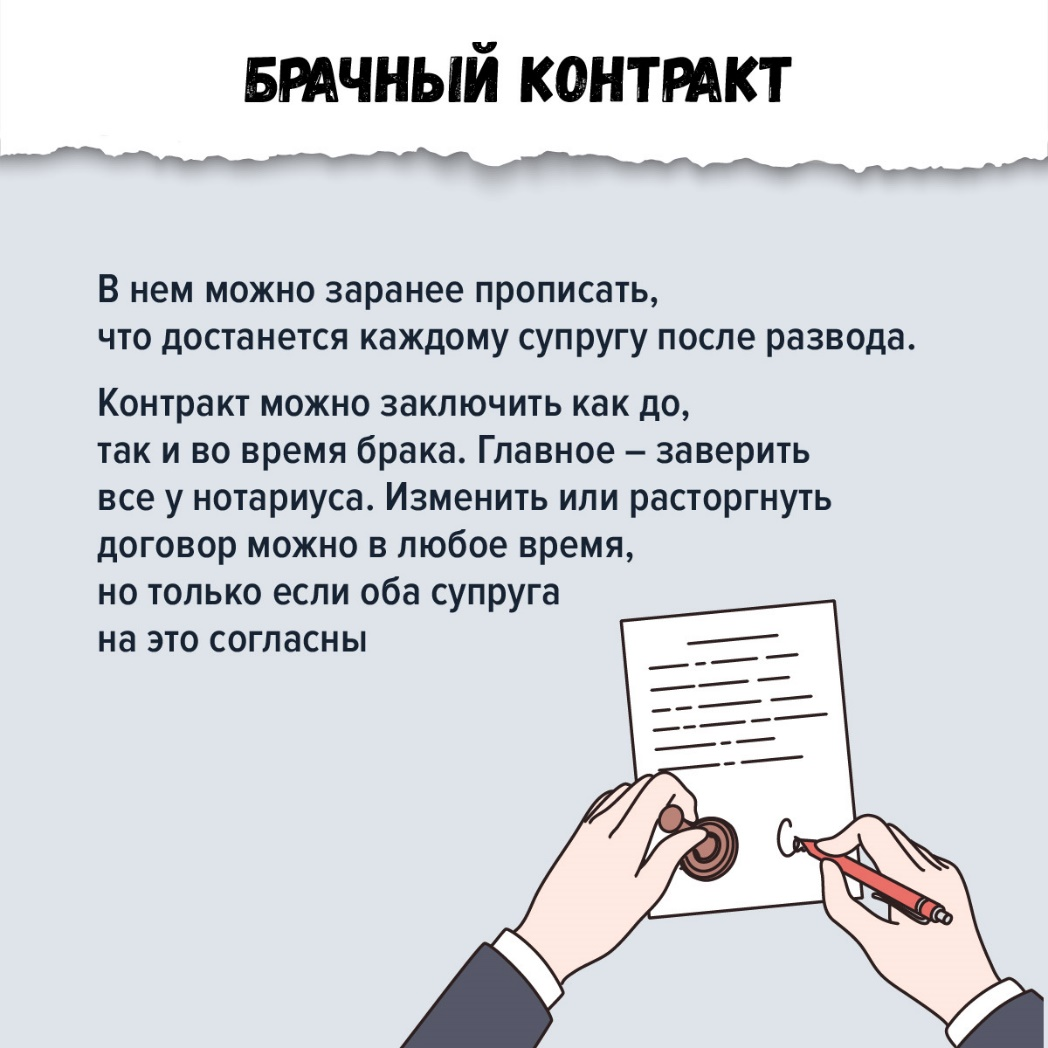 БРАЧНЫЙ КОНТРАКТ
В нем можно заранее прописать,
что достанется каждому супругу после развода.
Контракт можно заключить как до,
так и во время брака. Главное – заверить
все у нотариуса. Изменить или расторгнуть
договор можно в любое время,
но только если оба супруга
на это согласны